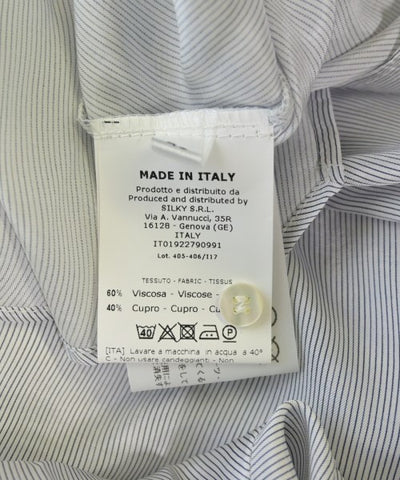 MADE IN ITALY
Prodotto e distribuito da
Produced and distributed by
SILKY S.R.L.
Via A. Vannucci, 35R
16128 - Genova (GE)
ITALY
IT01922790991
Lot. 405-406/I17
TESSUTO - FABRIC - TISSUS
60% Viscosa - Viscose -
40% Cupro - Cupro - Cu
40 P
[ITA] Lavare a macchina in acqua a 40°
C - Non usare candeggianti - Non